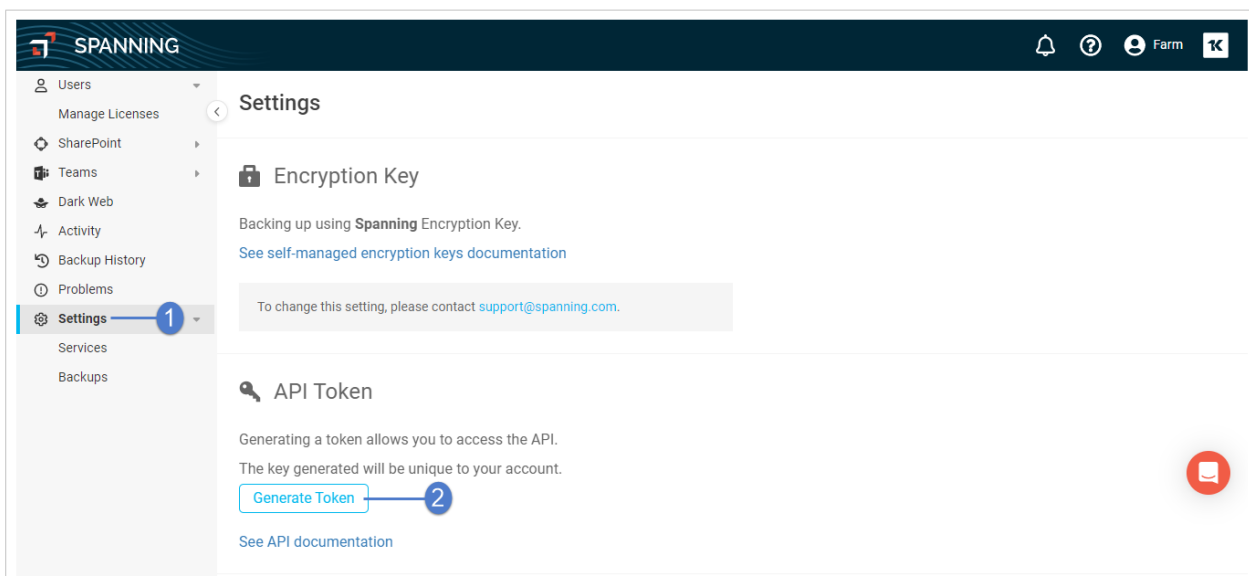 SPANNING
Farm
Users
Manage Licenses
SharePoint
Teams
Dark Web
Activity
Backup History
Problems
Settings
1
Services
Backups
Settings
Encryption Key
Backing up using Spanning Encryption Key.
See self-managed encryption keys documentation
To change this setting, please contact support@spanning.com.
API Token
Generating a token allows you to access the API.
The key generated will be unique to your account.
Generate Token
2
See API documentation